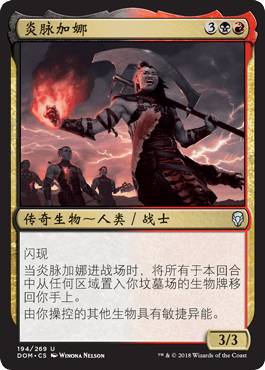 炎脉加娜
3
传奇生物～人类 / 战士
闪现
当炎脉加娜进战场时，将所有于本回合
中从任何区域置入你坟墓场的生物牌移
回你手上。
由你操控的其他生物具有敏捷异能。
3/3
194/269 U
DOM • CS Winona Nelson
™ & © 2018 Wizards of the Coast